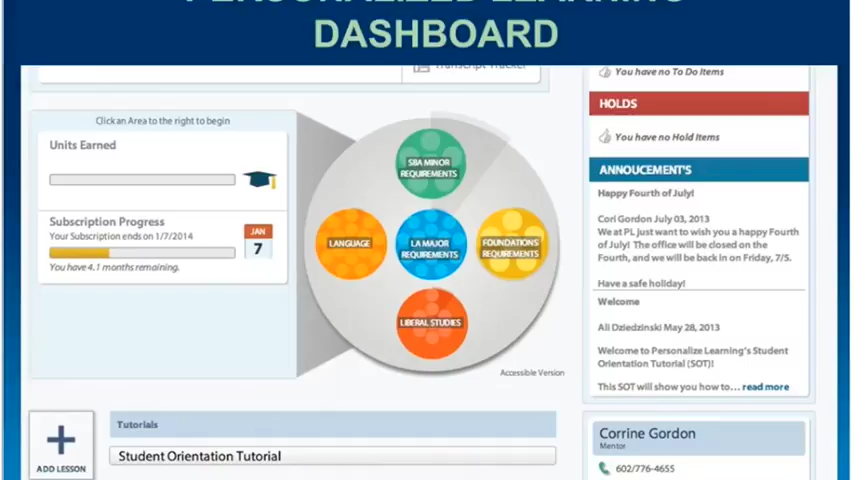 PERSONALIZED LEARNING
DASHBOARD
Transcript Tracker
Click an Area to the right to begin
Units Earned
Subscription Progress
Your Subscription ends on 1/7/2014
JAN
7
You have 4.1 months remaining.
SBA MINOR
REQUIREMENTS
LANGUAGE
LA MAJOR
REQUIREMENTS
FOUNDATIONS
REQUIREMENTS
LIBERAL STUDIES
Accessible Version
You have no To Do Items
HOLDS
You have no Hold Items
ANNOUCEMENT'S
Happy Fourth of July!
Cori Gordon July 03, 2013
We at PL just want to wish you a happy Fourth
of July! The office will be closed on the
Fourth, and we will be back in on Friday, 7/5.
Have a safe holiday!
Welcome
Ali Dziedzinski May 28, 2013
Welcome to Personalize Learning's Student
Orientation Tutorial (SOT)!
This SOT will show you how to... read more
ADD LESSON
Tutorials
Student Orientation Tutorial
Corrine Gordon
Mentor
602/776-4655